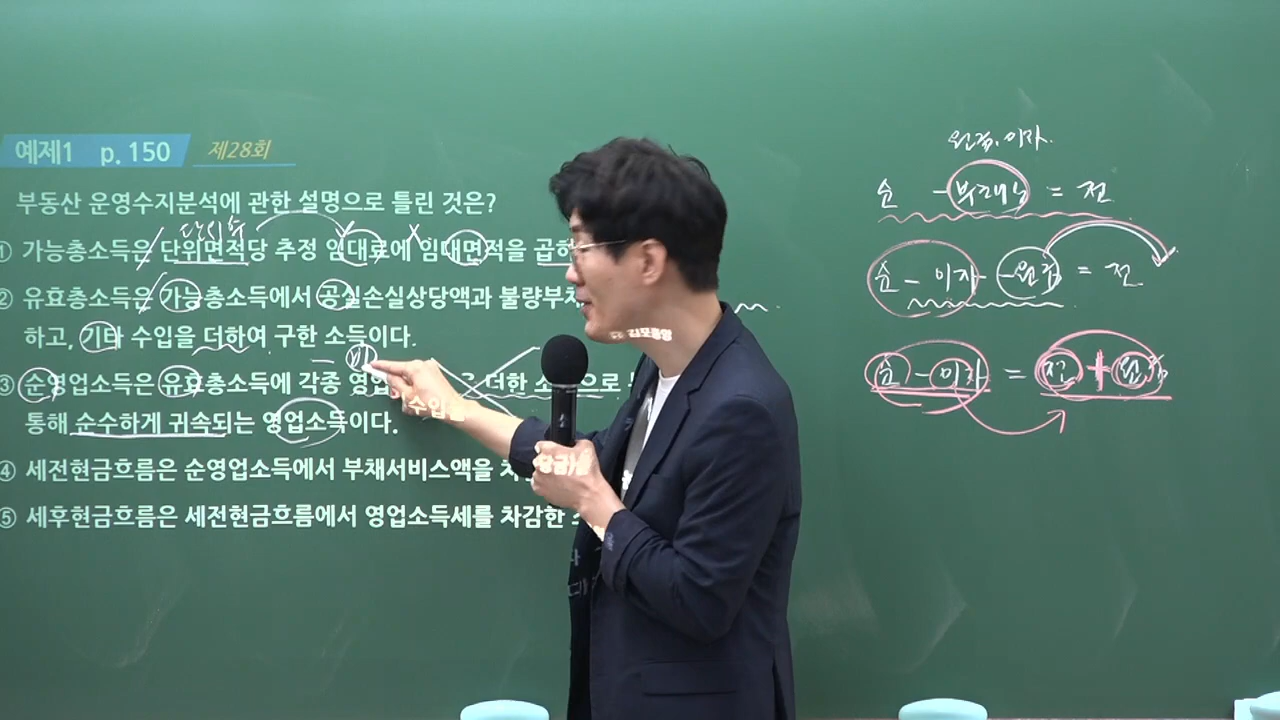 예제1 p. 150 제28회
부동산 운영수지분석에 관한 설명으로 틀린 것은?
단위수
① 가능총소득은 단위면적당 추정 임대료에 임대면적을 곱하
② 유효총소득은 가능총소득에서 공실손실상당액과 불량부채
하고, 기타 수입을 더하여 구한 소득이다.
- 비
③ 순영업소득은 유효총소득에 각종 영업 수입 더한 소 으로
통해 순수하게 귀속되는 영업소득이다.
④ 세전현금흐름은 순영업소득에서 부채서비스액을 차
⑤ 세후현금흐름은 세전현금흐름에서 영업소득세를 차감한
원금. 이자.
순 - 부채서 = 전
순 - 이자 - 원금 = 전
순 - 이자 = 전 + 원금